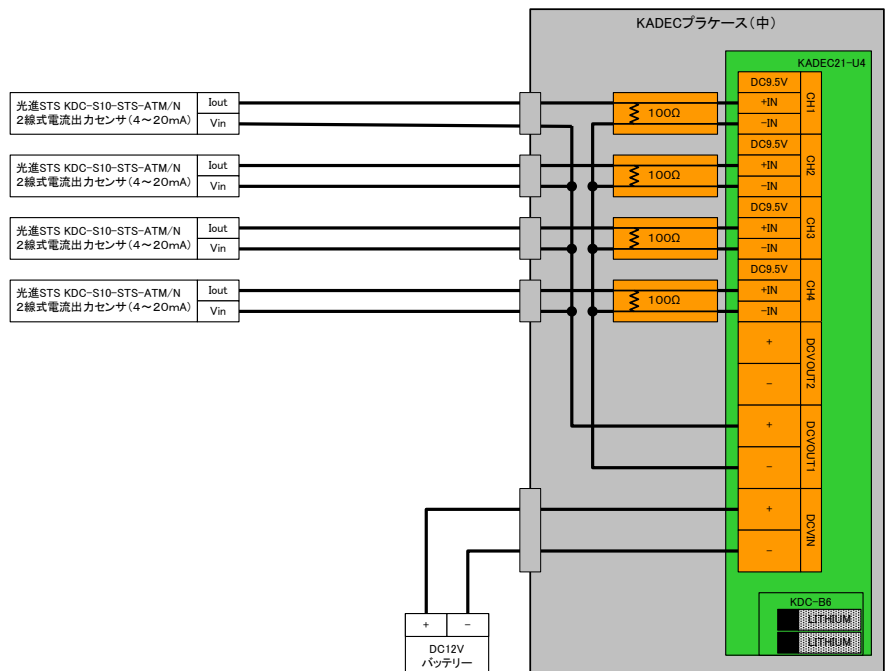 KADECプラケース(中)
KADEC21-U4
光進STS KDC-S10-STS-ATM/N
2線式電流出力センサ(4～20mA)
Iout
Vin
100Ω
DC9.5V
+IN
-IN
CH1
光進STS KDC-S10-STS-ATM/N
2線式電流出力センサ(4～20mA)
Iout
Vin
100Ω
DC9.5V
+IN
-IN
CH2
光進STS KDC-S10-STS-ATM/N
2線式電流出力センサ(4～20mA)
Iout
Vin
100Ω
DC9.5V
+IN
-IN
CH3
光進STS KDC-S10-STS-ATM/N
2線式電流出力センサ(4～20mA)
Iout
Vin
100Ω
DC9.5V
+IN
-IN
CH4
+
-
DCVOUT2
+
-
DCVOUT1
+
-
DCVIN
KDC-B6
LITHIUM
LITHIUM
+
-
DC12V
バッテリー